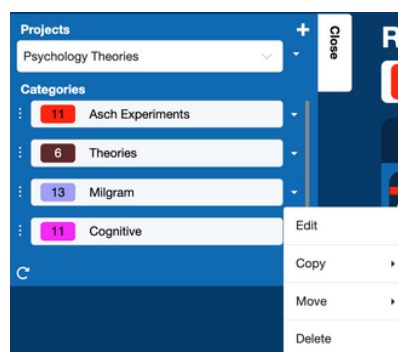 Projects
Close
R
Psychology Theories
Categories
11 Asch Experiments
6 Theories
13 Milgram
11 Cognitive
Edit
Copy
Move
Delete